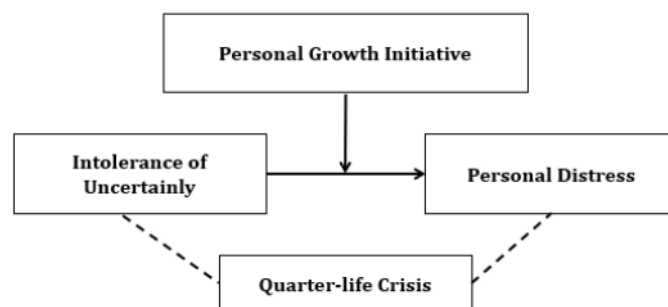 Personal Growth Initiative
Intolerance of
Uncertainly
Personal Distress
Quarter-life Crisis